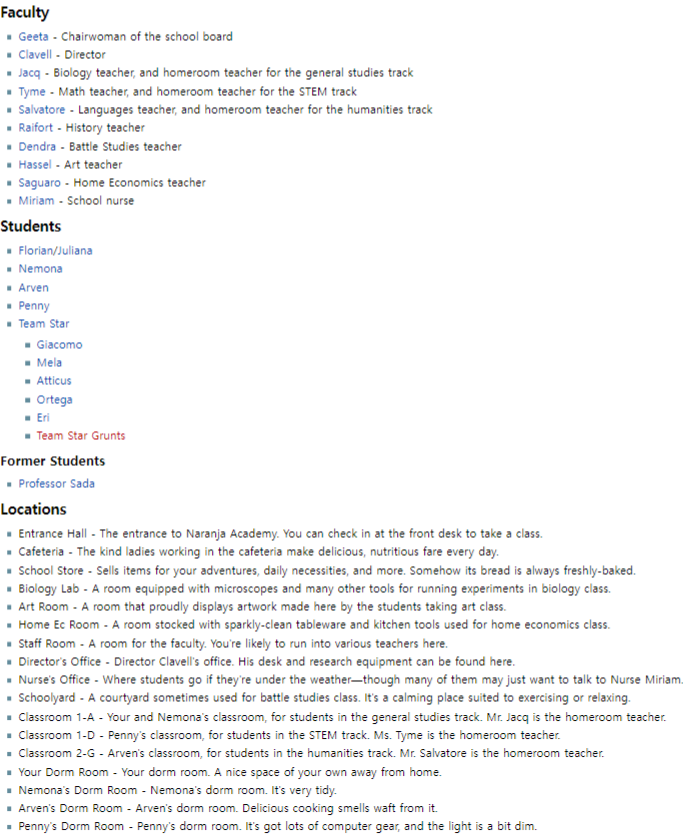 Faculty
Geeta - Chairwoman of the school board
Clavell - Director
Jacq - Biology teacher, and homeroom teacher for the general studies track
Tyme - Math teacher, and homeroom teacher for the STEM track
Salvatore - Languages teacher, and homeroom teacher for the humanities track
Raifort - History teacher
Dendra - Battle Studies teacher
Hassel - Art teacher
Saguaro - Home Economics teacher
Miriam - School nurse
Students
Florian/Juliana
Nemona
Arven
Penny
Team Star
Giacomo
Mela
Atticus
Ortega
Eri
Team Star Grunts
Former Students
Professor Sada
Locations
Entrance Hall - The entrance to Naranja Academy. You can check in at the front desk to take a class.
Cafeteria - The kind ladies working in the cafeteria make delicious, nutritious fare every day.
School Store - Sells items for your adventures, daily necessities, and more. Somehow its bread is always freshly-baked.
Biology Lab - A room equipped with microscopes and many other tools for running experiments in biology class.
Art Room - A room that proudly displays artwork made here by the students taking art class.
Home Ec Room - A room stocked with sparkly-clean tableware and kitchen tools used for home economics class.
Staff Room - A room for the faculty. You're likely to run into various teachers here.
Director's Office - Director Clavell's office. His desk and research equipment can be found here.
Nurse's Office - Where students go if they're under the weather—though many of them may just want to talk to Nurse Miriam.
Schoolyard - A courtyard sometimes used for battle studies class. It's a calming place suited to exercising or relaxing.
Classroom 1-A - Your and Nemona's classroom, for students in the general studies track. Mr. Jacq is the homeroom teacher.
Classroom 1-D - Penny's classroom, for students in the STEM track. Ms. Tyme is the homeroom teacher.
Classroom 2-G - Arven's classroom, for students in the humanities track. Mr. Salvatore is the homeroom teacher.
Your Dorm Room - Your dorm room. A nice space of your own away from home.
Nemona's Dorm Room - Nemona's dorm room. It's very tidy.
Arven's Dorm Room - Arven's dorm room. Delicious cooking smells waft from it.
Penny's Dorm Room - Penny's dorm room. It's got lots of computer gear, and the light is a bit dim.